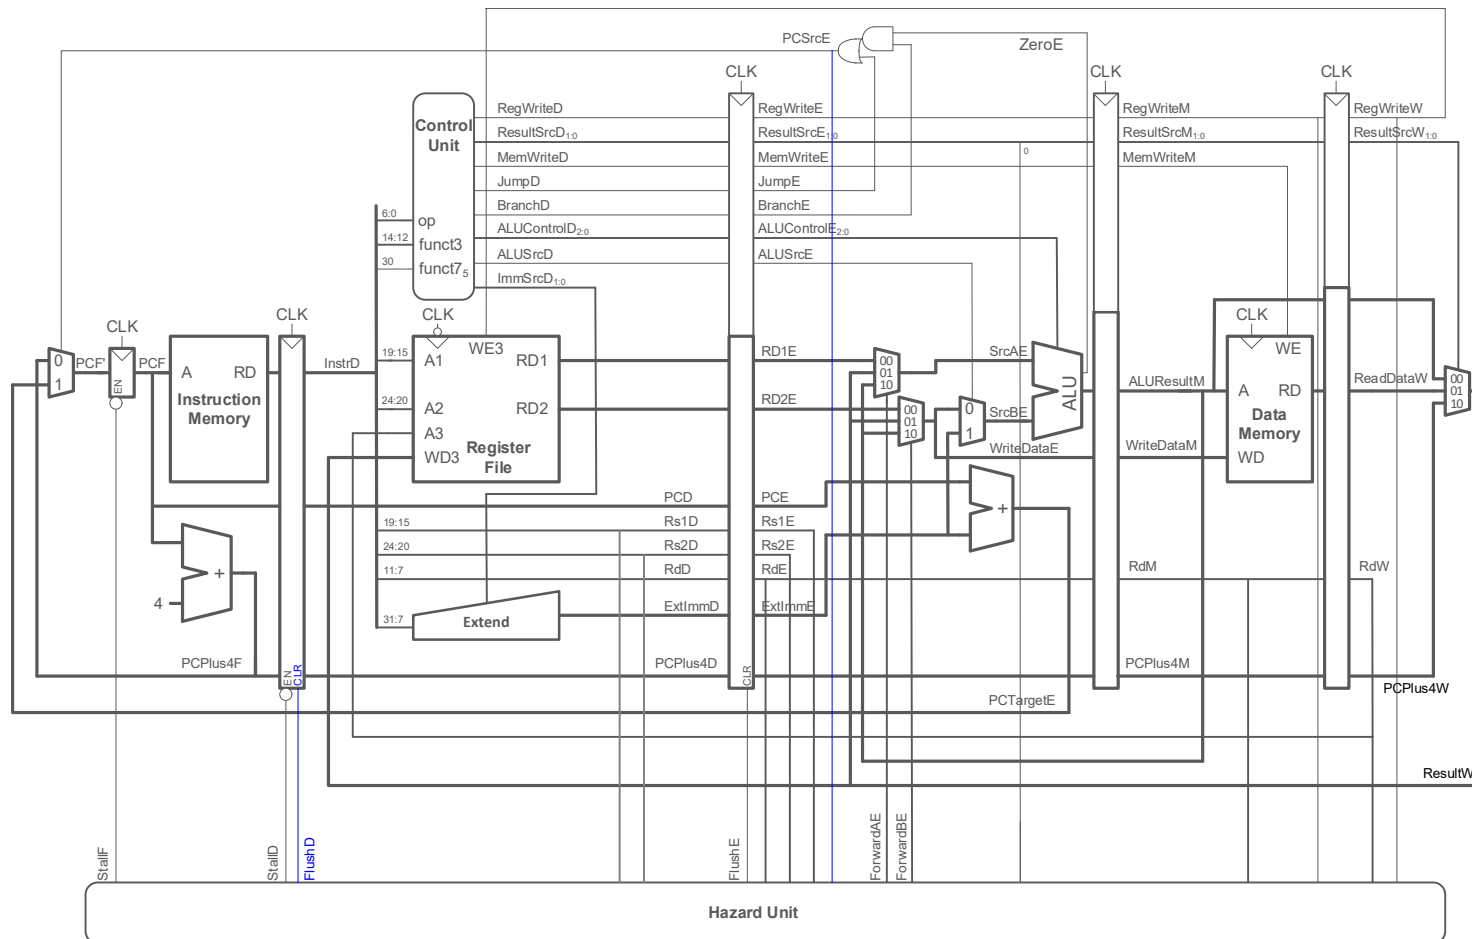 PCSrcE
ZeroE
CLK
CLK
CLK
Control
Unit
RegWriteD
RegWriteE
RegWriteM
RegWriteW
ResultSrcD1:0
ResultSrcE1:0
ResultSrcM1:0
ResultSrcW1:0
0
MemWriteD
MemWriteE
MemWriteM
JumpD
JumpE
BranchD
BranchE
6:0
op
ALUControlD2:0
ALUControlE2:0
14:12
funct3
ALUSrcD
ALUSrcE
30
funct75
ImmSrcD1:0
CLK
CLK
CLK
CLK
WE3
WE
0
1
PCF'
EN
PCF
A
RD
Instruction
Memory
InstrD
19:15
A1
RD1
RD1E
00
01
10
SrcAE
ALU
ALUResultM
A
RD
ReadDataW
00
01
10
24:20
A2
RD2
RD2E
00
01
10
0
1
SrcBE
Data
Memory
A3
WD3
Register
File
WriteDataE
WriteDataM
WD
PCD
PCE
+
19:15
Rs1D
Rs1E
24:20
Rs2D
Rs2E
11:7
RdD
RdE
RdM
RdW
+
4
ExtImmD
ExtImmE
31:7
Extend
PCPlus4F
EN
CLR
PCPlus4D
CLR
PCPlus4M
PCPlus4W
PCTargetE
ResultW
StallF
StallD
FlushD
FlushE
ForwardAE
ForwardBE
Hazard Unit